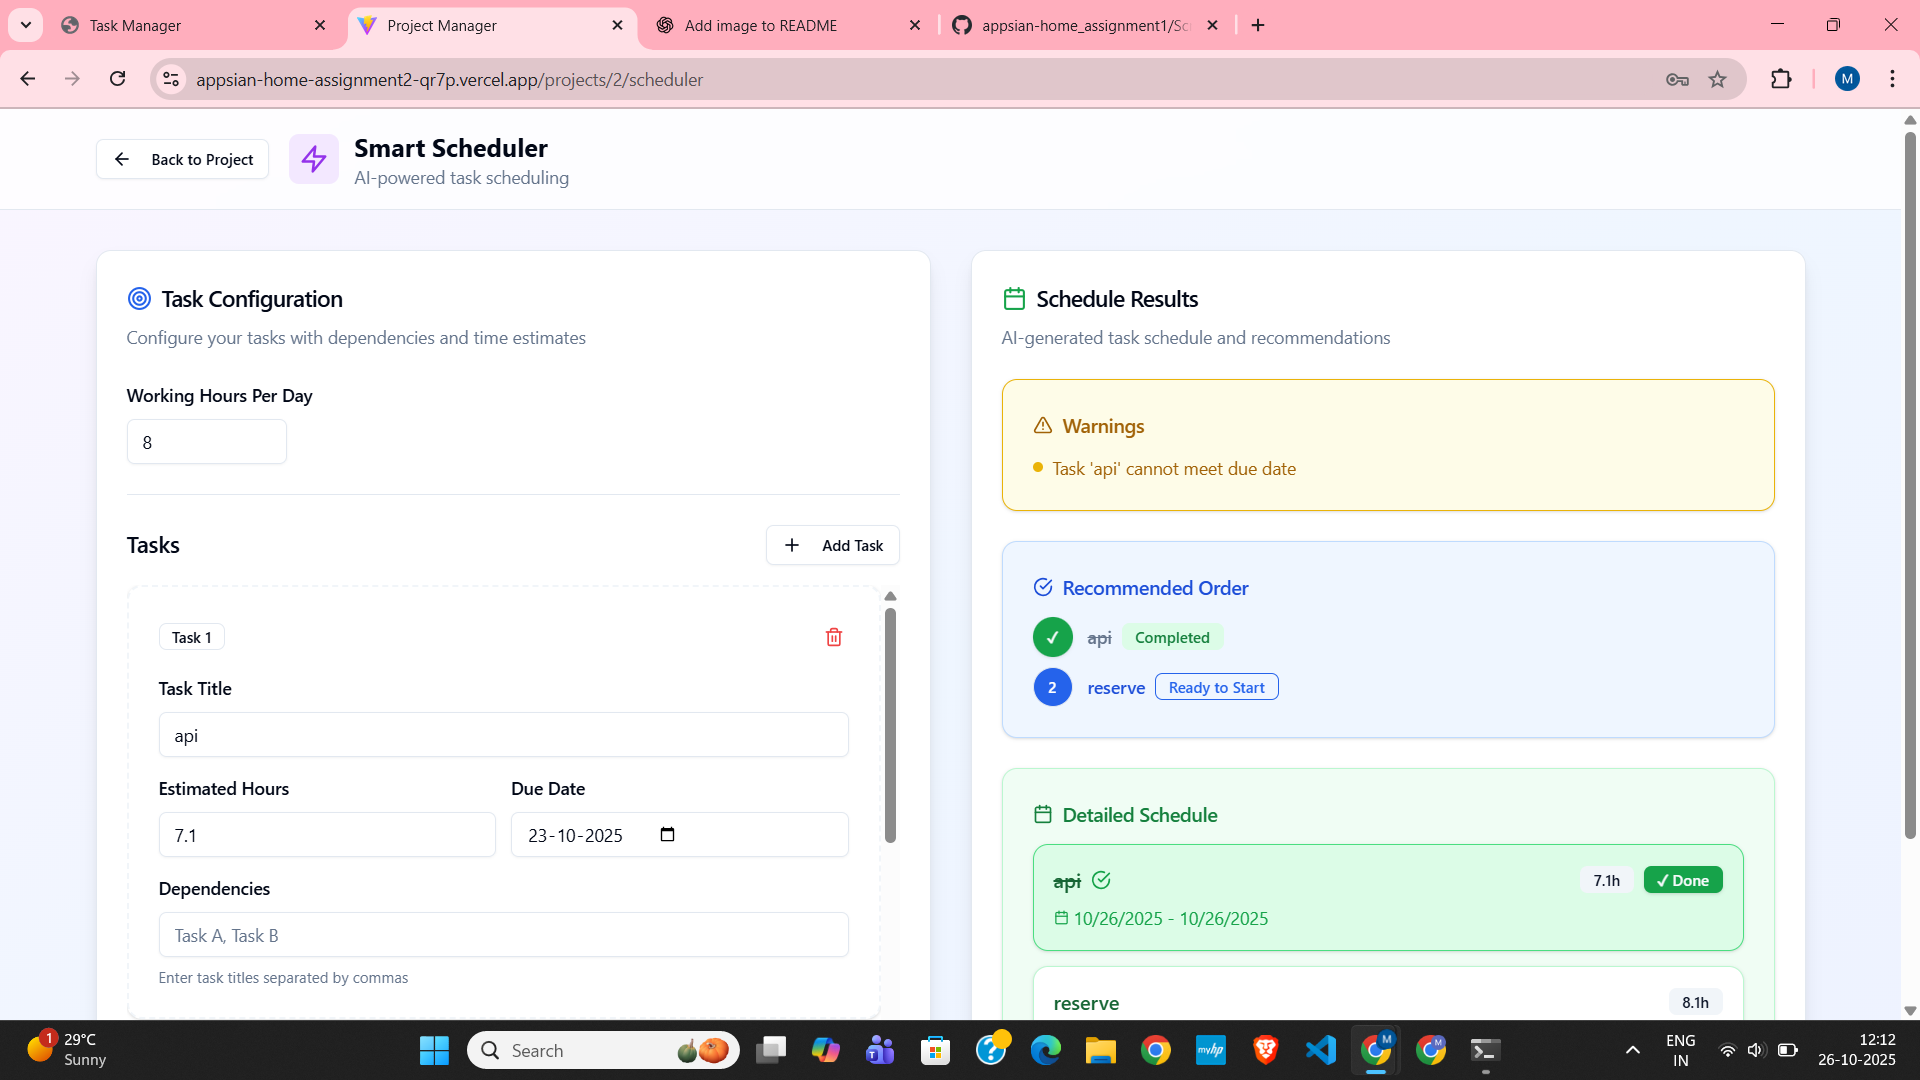 Task Manager
Project Manager
Add image to README
appsian-home_assignment1/Sc
appsian-home-assignment2-qr7p.vercel.app/projects/2/scheduler
M
Back to Project
Smart Scheduler
AI-powered task scheduling
Task Configuration
Configure your tasks with dependencies and time estimates
Working Hours Per Day
8
Tasks
Add Task
Task 1
Task Title
api
Estimated Hours
Due Date
7.1
23-10-2025
Dependencies
Task A, Task B
Enter task titles separated by commas
Schedule Results
AI-generated task schedule and recommendations
Warnings
Task 'api' cannot meet due date
Recommended Order
✓ api Completed
2 reserve Ready to Start
Detailed Schedule
api 7.1h ✓ Done
10/26/2025 - 10/26/2025
reserve 8.1h
1
29°C
Sunny
Search
T
?
myhp
M
M
ENG
IN
12:12
26-10-2025